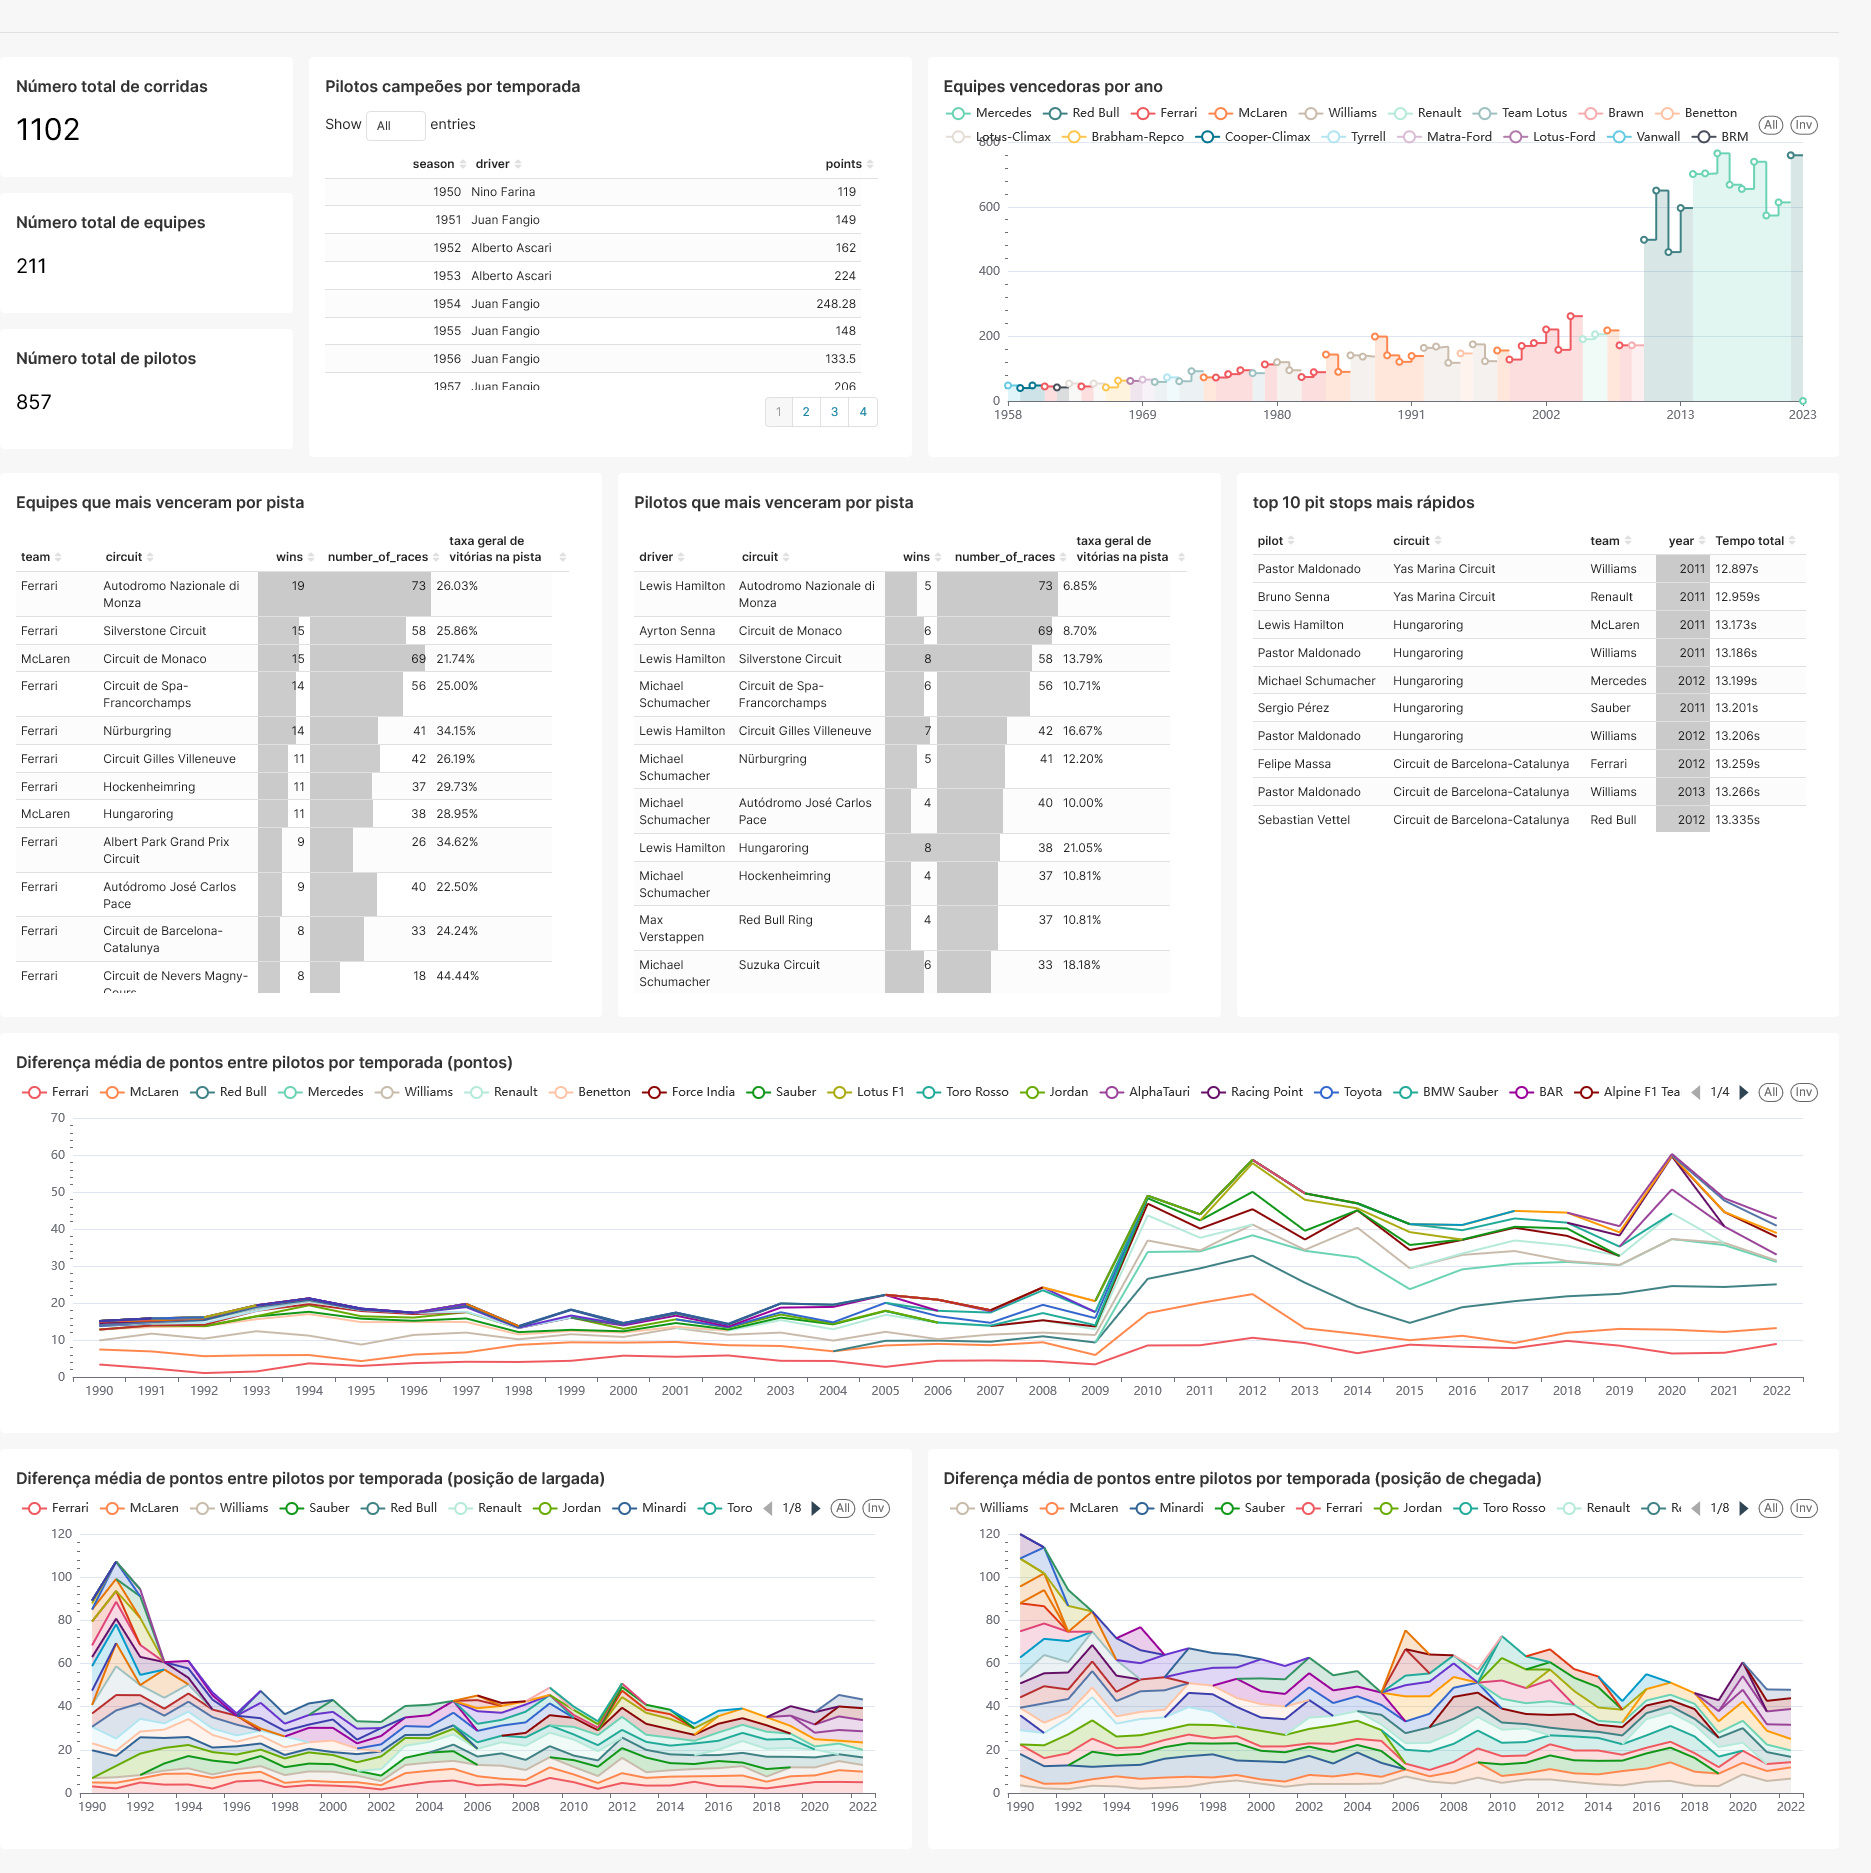 Número total de corridas
1102
Número total de equipes
211
Número total de pilotos
857
Pilotos campeões por temporada
Show All entries
season driver points
1950 Nino Farina 119
1951 Juan Fangio 149
1952 Alberto Ascari 162
1953 Alberto Ascari 224
1954 Juan Fangio 248.28
1955 Juan Fangio 148
1956 Juan Fangio 133.5
1957 Juan Fangio 206
1 2 3 4
Equipes vencedoras por ano
Mercedes Red Bull Ferrari McLaren Williams Renault Team Lotus Brawn Benetton
Lotus-Climax Brabham-Repco Cooper-Climax Tyrrell Matra-Ford Lotus-Ford Vanwall BRM
All Inv
800
600
400
200
0
1958 1969 1980 1991 2002 2013 2023
Equipes que mais venceram por pista
team circuit wins number_of_races taxa geral de
vitórias na pista
Ferrari Autodromo Nazionale di 19 73 26.03%
Monza
Ferrari Silverstone Circuit 15 58 25.86%
McLaren Circuit de Monaco 15 69 21.74%
Ferrari Circuit de Spa- 14 56 25.00%
Francorchamps
Ferrari Nürburgring 14 41 34.15%
Ferrari Circuit Gilles Villeneuve 11 42 26.19%
Ferrari Hockenheimring 11 37 29.73%
McLaren Hungaroring 11 38 28.95%
Ferrari Albert Park Grand Prix 9 26 34.62%
Circuit
Ferrari Autódromo José Carlos 9 40 22.50%
Pace
Ferrari Circuit de Barcelona- 8 33 24.24%
Catalunya
Ferrari Circuit de Nevers Magny- 8 18 44.44%
Cours
Pilotos que mais venceram por pista
driver circuit wins number_of_races taxa geral de
vitórias na pista
Lewis Hamilton Autodromo Nazionale di 5 73 6.85%
Monza
Ayrton Senna Circuit de Monaco 6 69 8.70%
Lewis Hamilton Silverstone Circuit 8 58 13.79%
Michael Circuit de Spa- 6 56 10.71%
Schumacher Francorchamps
Lewis Hamilton Circuit Gilles Villeneuve 7 42 16.67%
Michael Nürburgring 5 41 12.20%
Schumacher
Michael Autódromo José Carlos 4 40 10.00%
Schumacher Pace
Lewis Hamilton Hungaroring 8 38 21.05%
Michael Hockenheimring 4 37 10.81%
Schumacher
Max Red Bull Ring 4 37 10.81%
Verstappen
Michael Suzuka Circuit 6 33 18.18%
Schumacher
top 10 pit stops mais rápidos
pilot circuit team year Tempo total
Pastor Maldonado Yas Marina Circuit Williams 2011 12.897s
Bruno Senna Yas Marina Circuit Renault 2011 12.959s
Lewis Hamilton Hungaroring McLaren 2011 13.173s
Pastor Maldonado Hungaroring Williams 2011 13.186s
Michael Schumacher Hungaroring Mercedes 2012 13.199s
Sergio Pérez Hungaroring Sauber 2011 13.201s
Pastor Maldonado Hungaroring Williams 2012 13.206s
Felipe Massa Circuit de Barcelona-Catalunya Ferrari 2012 13.259s
Pastor Maldonado Circuit de Barcelona-Catalunya Williams 2013 13.266s
Sebastian Vettel Circuit de Barcelona-Catalunya Red Bull 2012 13.335s
Diferença média de pontos entre pilotos por temporada (pontos)
Ferrari McLaren Red Bull Mercedes Williams Renault Benetton Force India Sauber Lotus F1 Toro Rosso Jordan AlphaTauri Racing Point Toyota BMW Sauber BAR Alpine F1 Tea 1/4 All Inv
70
60
50
40
30
20
10
0
1990 1991 1992 1993 1994 1995 1996 1997 1998 1999 2000 2001 2002 2003 2004 2005 2006 2007 2008 2009 2010 2011 2012 2013 2014 2015 2016 2017 2018 2019 2020 2021 2022
Diferença média de pontos entre pilotos por temporada (posição de largada)
Ferrari McLaren Williams Sauber Red Bull Renault Jordan Minardi Toro 1/8 All Inv
120
100
80
60
40
20
0
1990 1992 1994 1996 1998 2000 2002 2004 2006 2008 2010 2012 2014 2016 2018 2020 2022
Diferença média de pontos entre pilotos por temporada (posição de chegada)
Williams McLaren Minardi Sauber Ferrari Jordan Toro Rosso Renault Re 1/8 All Inv
120
100
80
60
40
20
0
1990 1992 1994 1996 1998 2000 2002 2004 2006 2008 2010 2012 2014 2016 2018 2020 2022